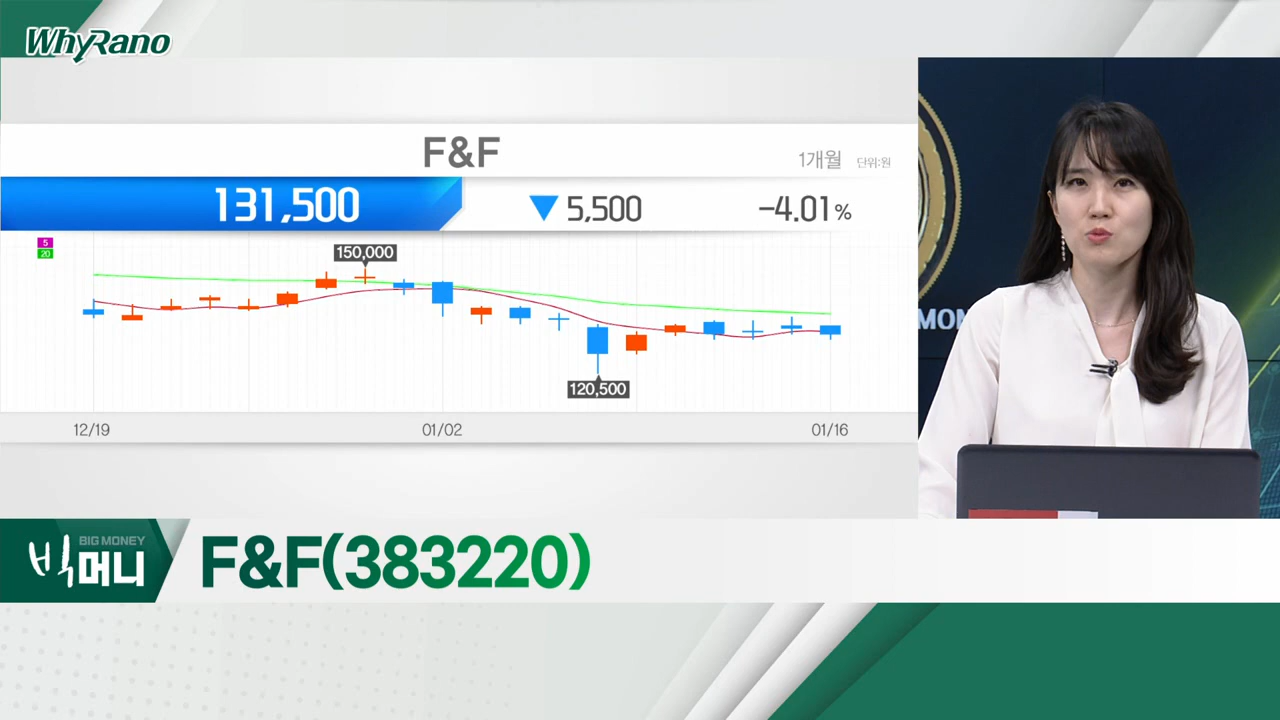 WhyRano
F&F
1개월 단위:원
131,500 ▼ 5,500 -4.01%
5
20
150,000
120,500
12/19 01/02 01/16
MON
BIG MONEY
빅머니
F&F(383220)